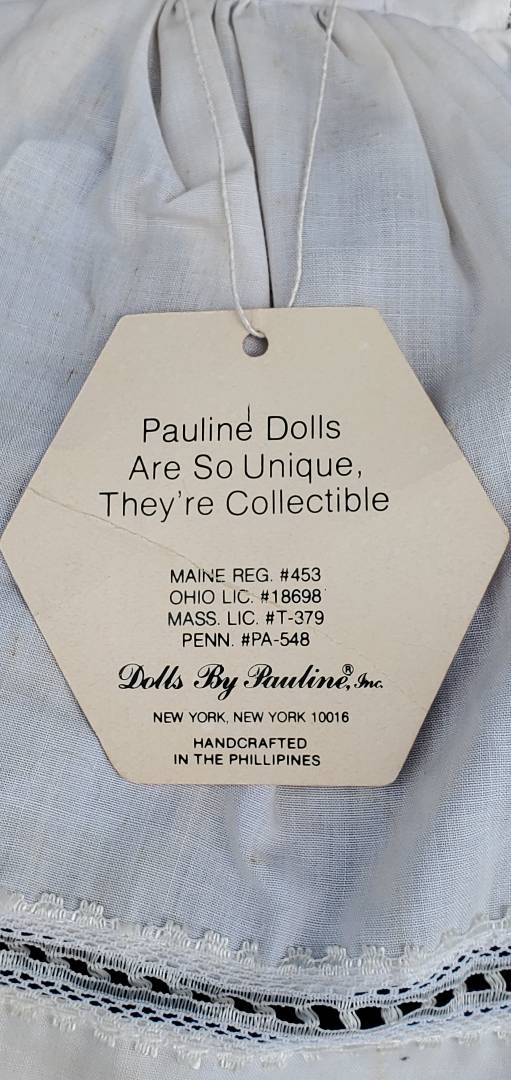 Pauline Dolls
Are So Unique,
They're Collectible
MAINE REG. #453
OHIO LIC. #18698
MASS. LIC. #T-379
PENN. #PA-548
Dolls By Pauline,® Inc.
NEW YORK, NEW YORK 10016
HANDCRAFTED
IN THE PHILLIPINES